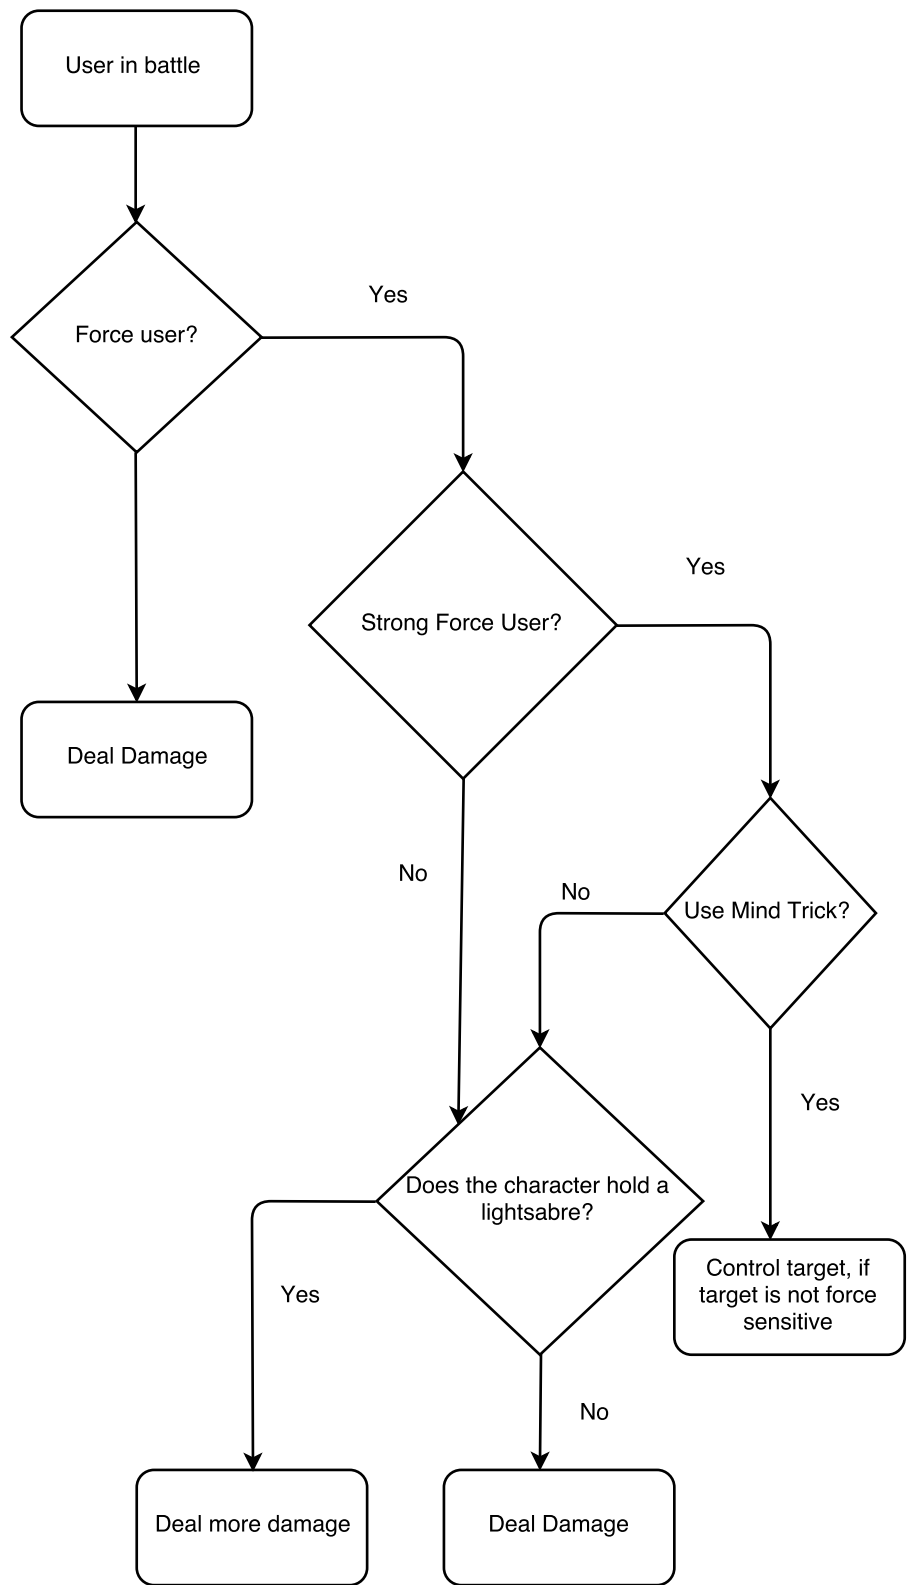 User in battle
Yes
Force user?
Yes
Strong Force User?
Deal Damage
No
No
Use Mind Trick?
Yes
Does the character hold a
lightsabre?
Control target, if
target is not force
sensitive
Yes
No
Deal more damage
Deal Damage